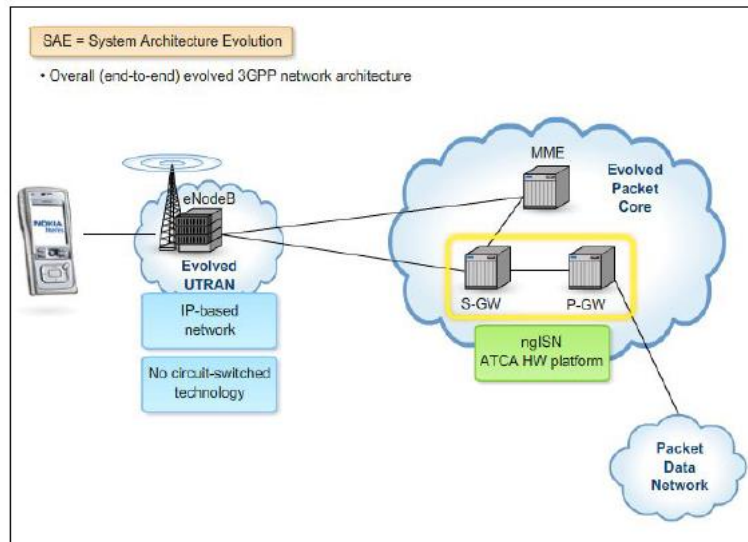 SAE = System Architecture Evolution
• Overall (end-to-end) evolved 3GPP network architecture
MME
Evolved
Packet
Core
eNodeB
NOKIA
Evolved
UTRAN
S-GW
P-GW
IP-based
network
ngISN
ATCA HW platform
No circuit-switched
technology
Packet
Data
Network